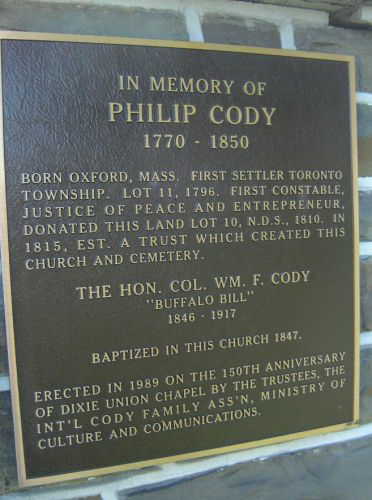 IN MEMORY OF
PHILIP CODY
1770 - 1850
BORN OXFORD, MASS. FIRST SETTLER TORONTO
TOWNSHIP. LOT 11, 1796. FIRST CONSTABLE,
JUSTICE OF PEACE AND ENTREPRENEUR,
DONATED THIS LAND LOT 10, N.D.S., 1810. IN
1815, EST. A TRUST WHICH CREATED THIS
CHURCH AND CEMETERY.
THE HON. COL. WM. F. CODY
"BUFFALO BILL"
1846 - 1917
BAPTIZED IN THIS CHURCH 1847.
ERECTED IN 1989 ON THE 150TH ANNIVERSARY
OF DIXIE UNION CHAPEL BY THE TRUSTEES, THE
INT'L CODY FAMILY ASS'N, MINISTRY OF
CULTURE AND COMMUNICATIONS.